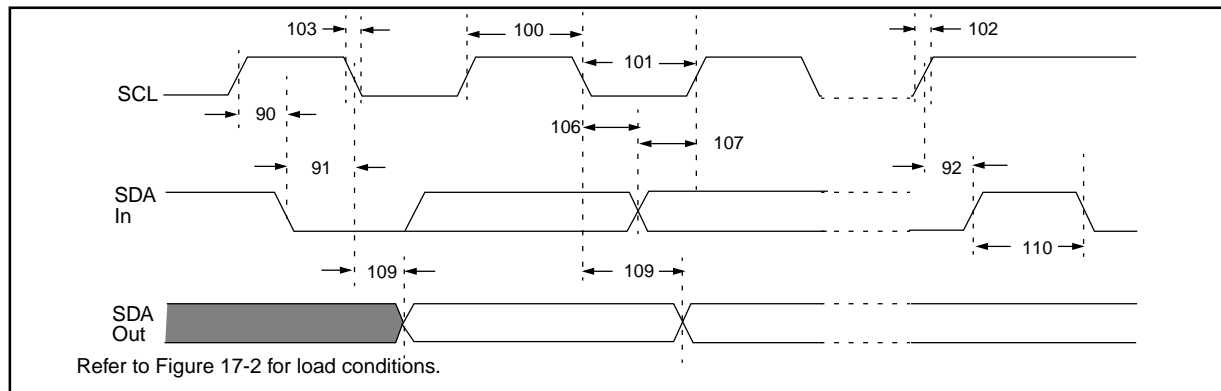 103
100
102
101
SCL
90
106
107
91
92
SDA
In
110
109
109
SDA
Out
Refer to Figure 17-2 for load conditions.